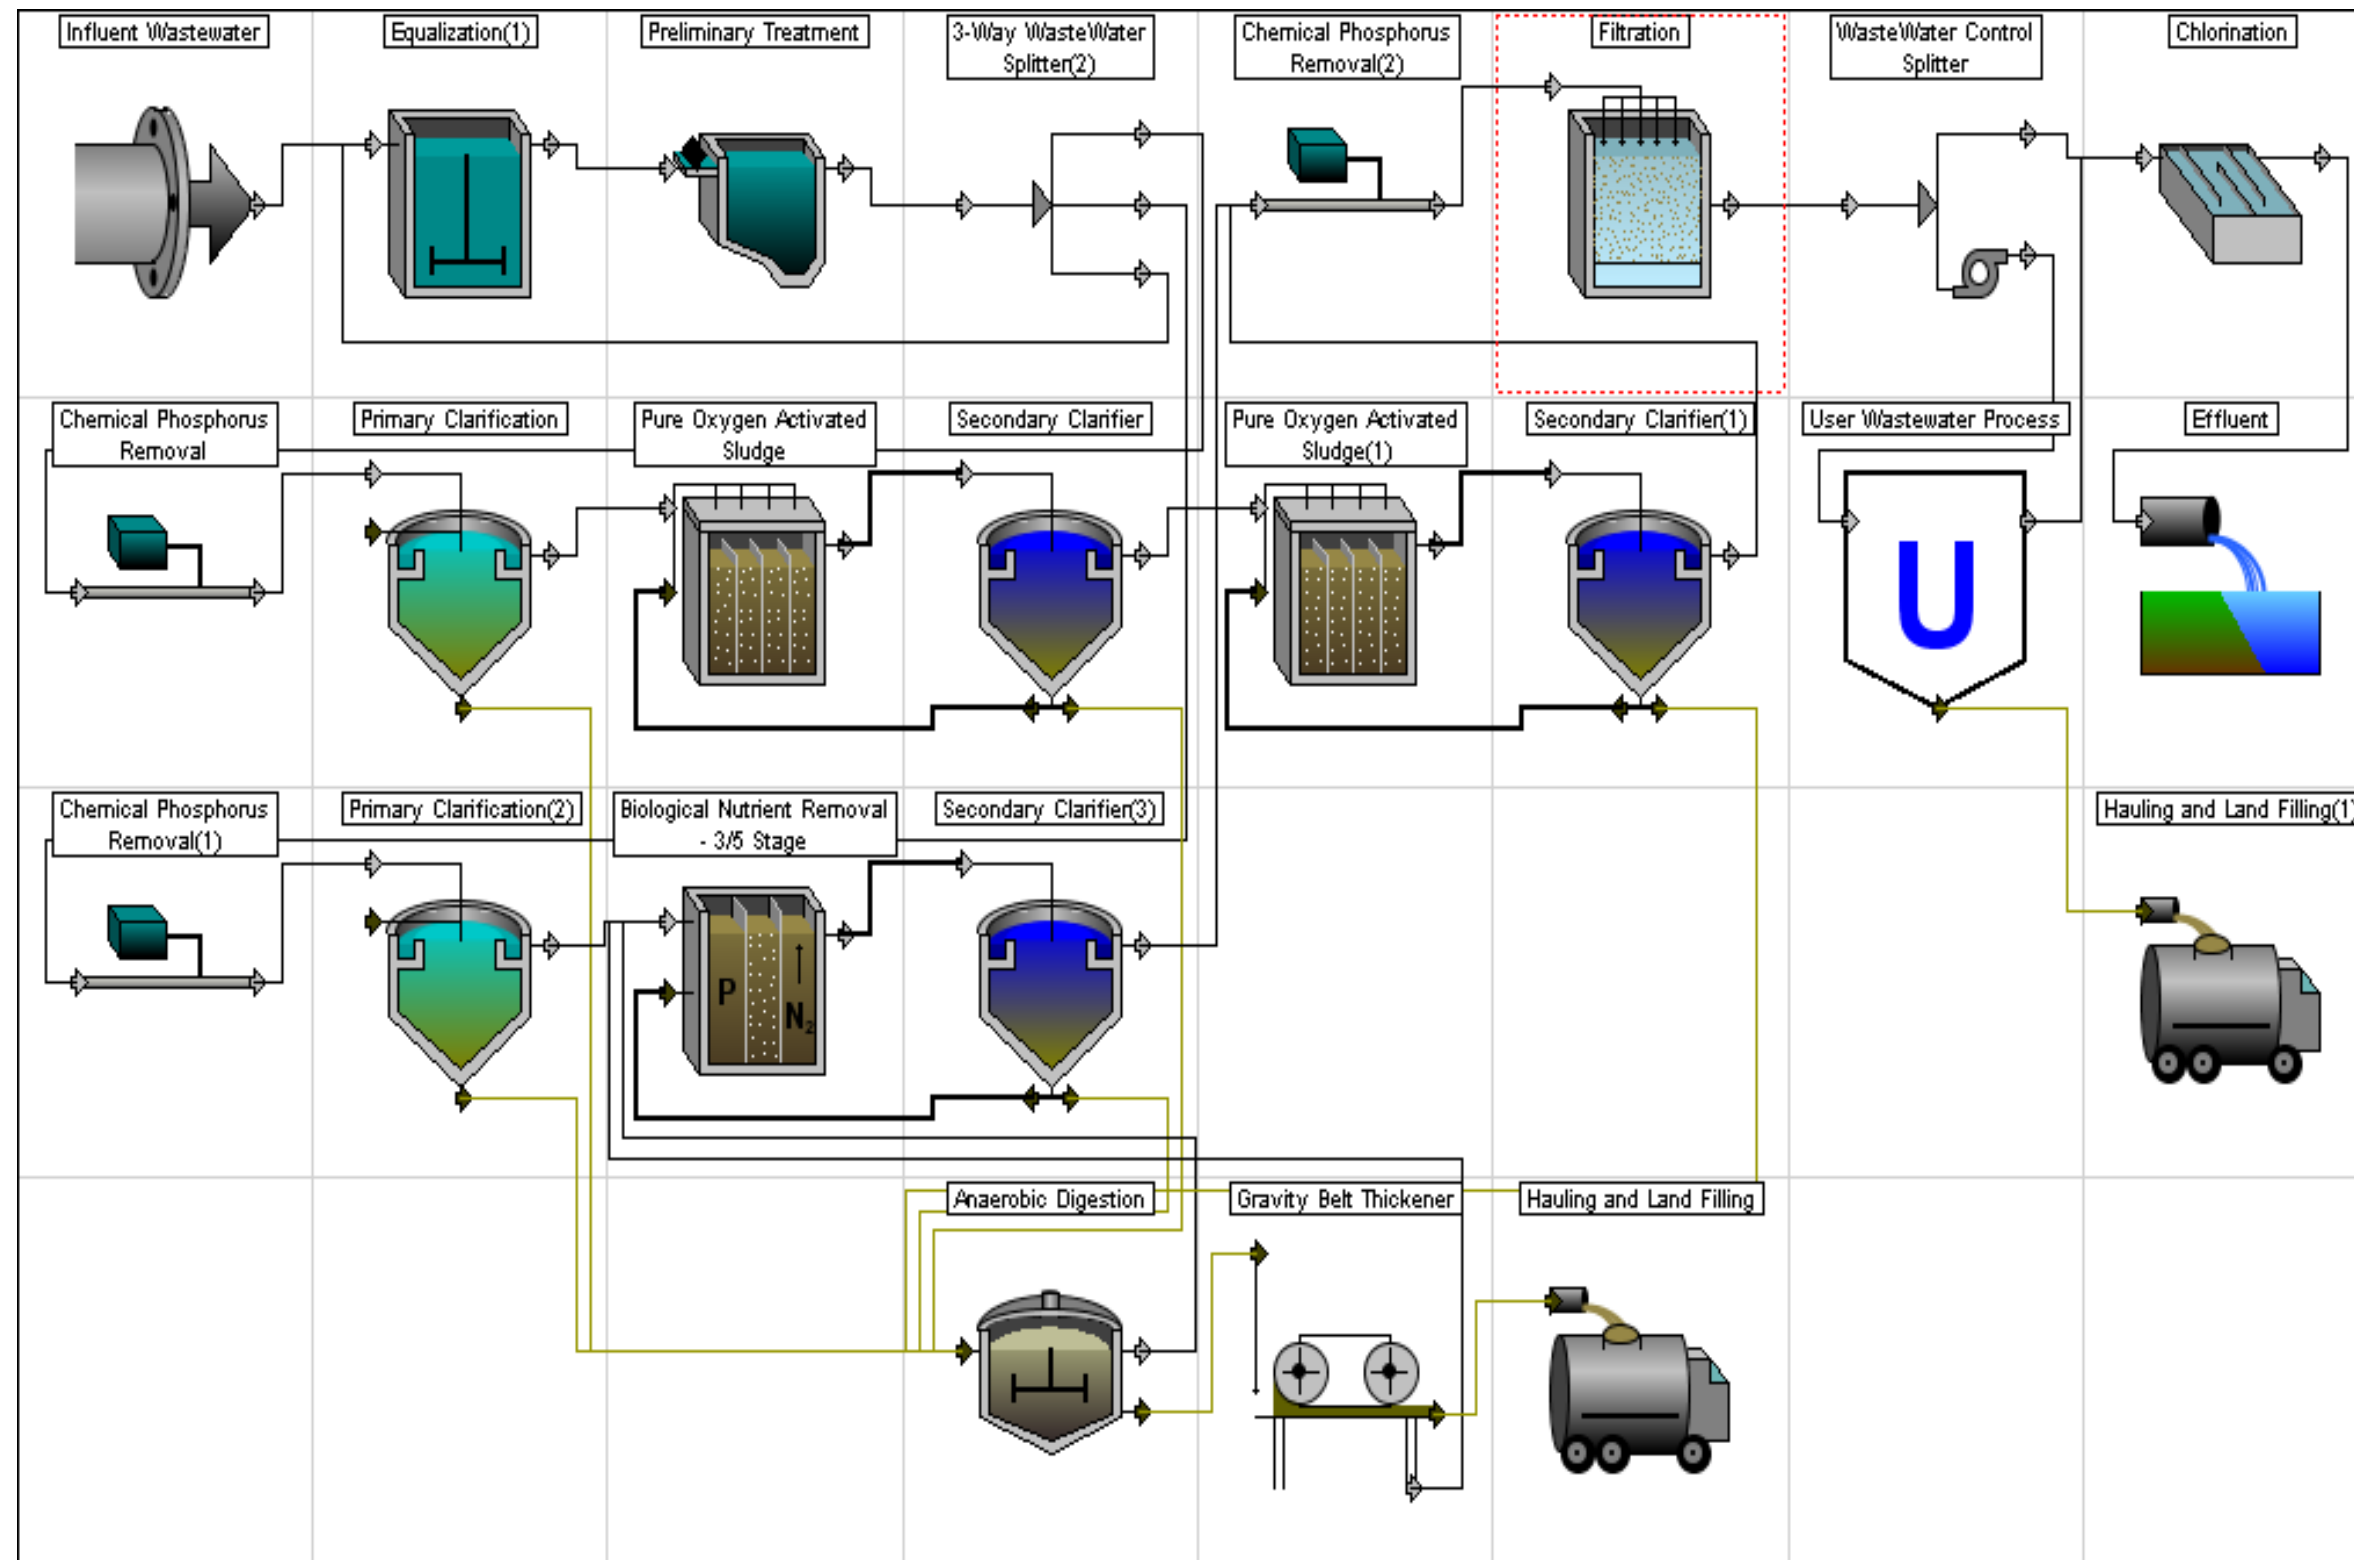 Influent Wastewater
Equalization(1)
Preliminary Treatment
3-Way WasteWater
Splitter(2)
Chemical Phosphorus
Removal(2)
Filtration
WasteWater Control
Splitter
Chlorination
Chemical Phosphorus
Removal
Primary Clarification
Pure Oxygen Activated
Sludge
Secondary Clarifier
Pure Oxygen Activated
Sludge(1)
Secondary Clarifier(1)
User Wastewater Process
Effluent
U
Chemical Phosphorus
Removal(1)
Primary Clarification(2)
Biological Nutrient Removal
- 3/5 Stage
Secondary Clarifier(3)
Hauling and Land Filling(1)
P
N₂
Anaerobic Digestion
Gravity Belt Thickener
Hauling and Land Filling